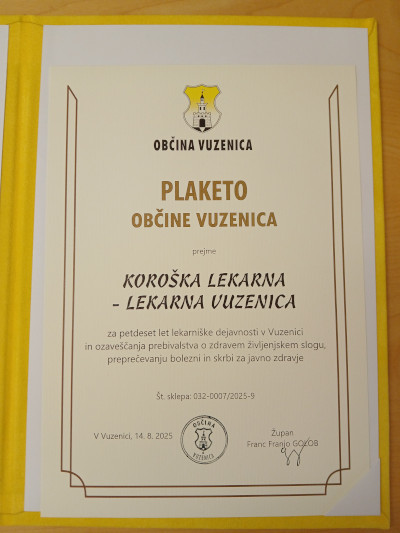 OBČINA VUZENICA
PLAKETO
OBČINE VUZENICA
prejme
KOROŠKA LEKARNA
- LEKARNA VUZENICA
za petdeset let lekarniške dejavnosti v Vuzenici
in ozaveščanja prebivalstva o zdravem življenjskem slogu,
preprečevanju bolezni in skrbi za javno zdravje
Št. sklepa: 032-0007/2025-9
V Vuzenici, 14. 8. 2025
OBČINA
VUZENICA
Župan
Franc Franjo GOLOB